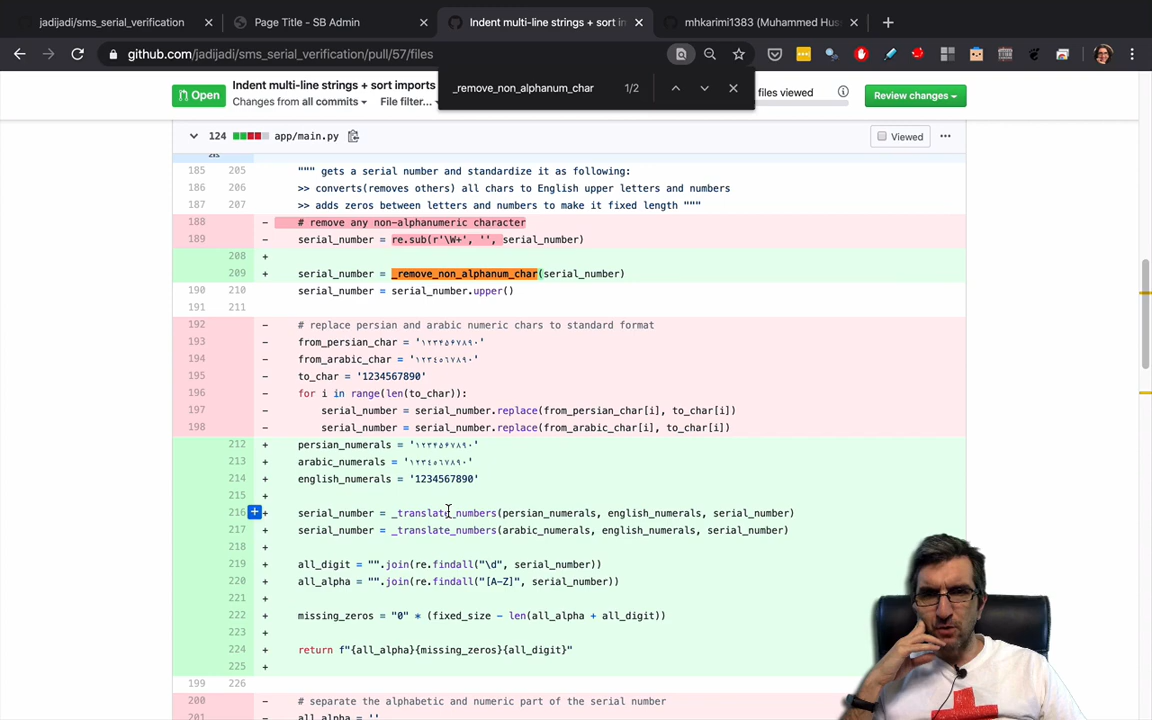 jadijadi/sms_serial_verification
Page Title - SB Admin
Indent multi-line strings + sort im
mhkarimi1383 (Muhammed Hus
github.com/jadijadi/sms_serial_verification/pull/57/files
_remove_non_alphanum_char 1/2
Open
Indent multi-line strings + sort imports
Changes from all commits
File filter...
files viewed
Review changes
124 app/main.py
Viewed
185 205 """ gets a serial number and standardize it as following:
186 206 >> converts(removes others) all chars to English upper letters and numbers
187 207 >> adds zeros between letters and numbers to make it fixed length """
188 - # remove any non-alphanumeric character
189 - serial_number = re.sub(r'\W+', '', serial_number)
208 +
209 + serial_number = _remove_non_alphanum_char(serial_number)
190 210 serial_number = serial_number.upper()
191 211
192 - # replace persian and arabic numeric chars to standard format
193 - from_persian_char = '۱۲۳۴۵۶۷۸۹۰'
194 - from_arabic_char = '١٢٣٤٥٦٧٨٩٠'
195 - to_char = '1234567890'
196 - for i in range(len(to_char)):
197 - serial_number = serial_number.replace(from_persian_char[i], to_char[i])
198 - serial_number = serial_number.replace(from_arabic_char[i], to_char[i])
212 + persian_numerals = '۱۲۳۴۵۶۷۸۹۰'
213 + arabic_numerals = '١٢٣٤٥٦٧٨٩٠'
214 + english_numerals = '1234567890'
215 +
216 + serial_number = _translate_numbers(persian_numerals, english_numerals, serial_number)
217 + serial_number = _translate_numbers(arabic_numerals, english_numerals, serial_number)
218 +
219 + all_digit = "".join(re.findall("\d", serial_number))
220 + all_alpha = "".join(re.findall("[A-Z]", serial_number))
221 +
222 + missing_zeros = "0" * (fixed_size - len(all_alpha + all_digit))
223 +
224 + return f"{all_alpha}{missing_zeros}{all_digit}"
225 +
199 226
200 - # separate the alphabetic and numeric part of the serial number
201 - all_alpha = ''